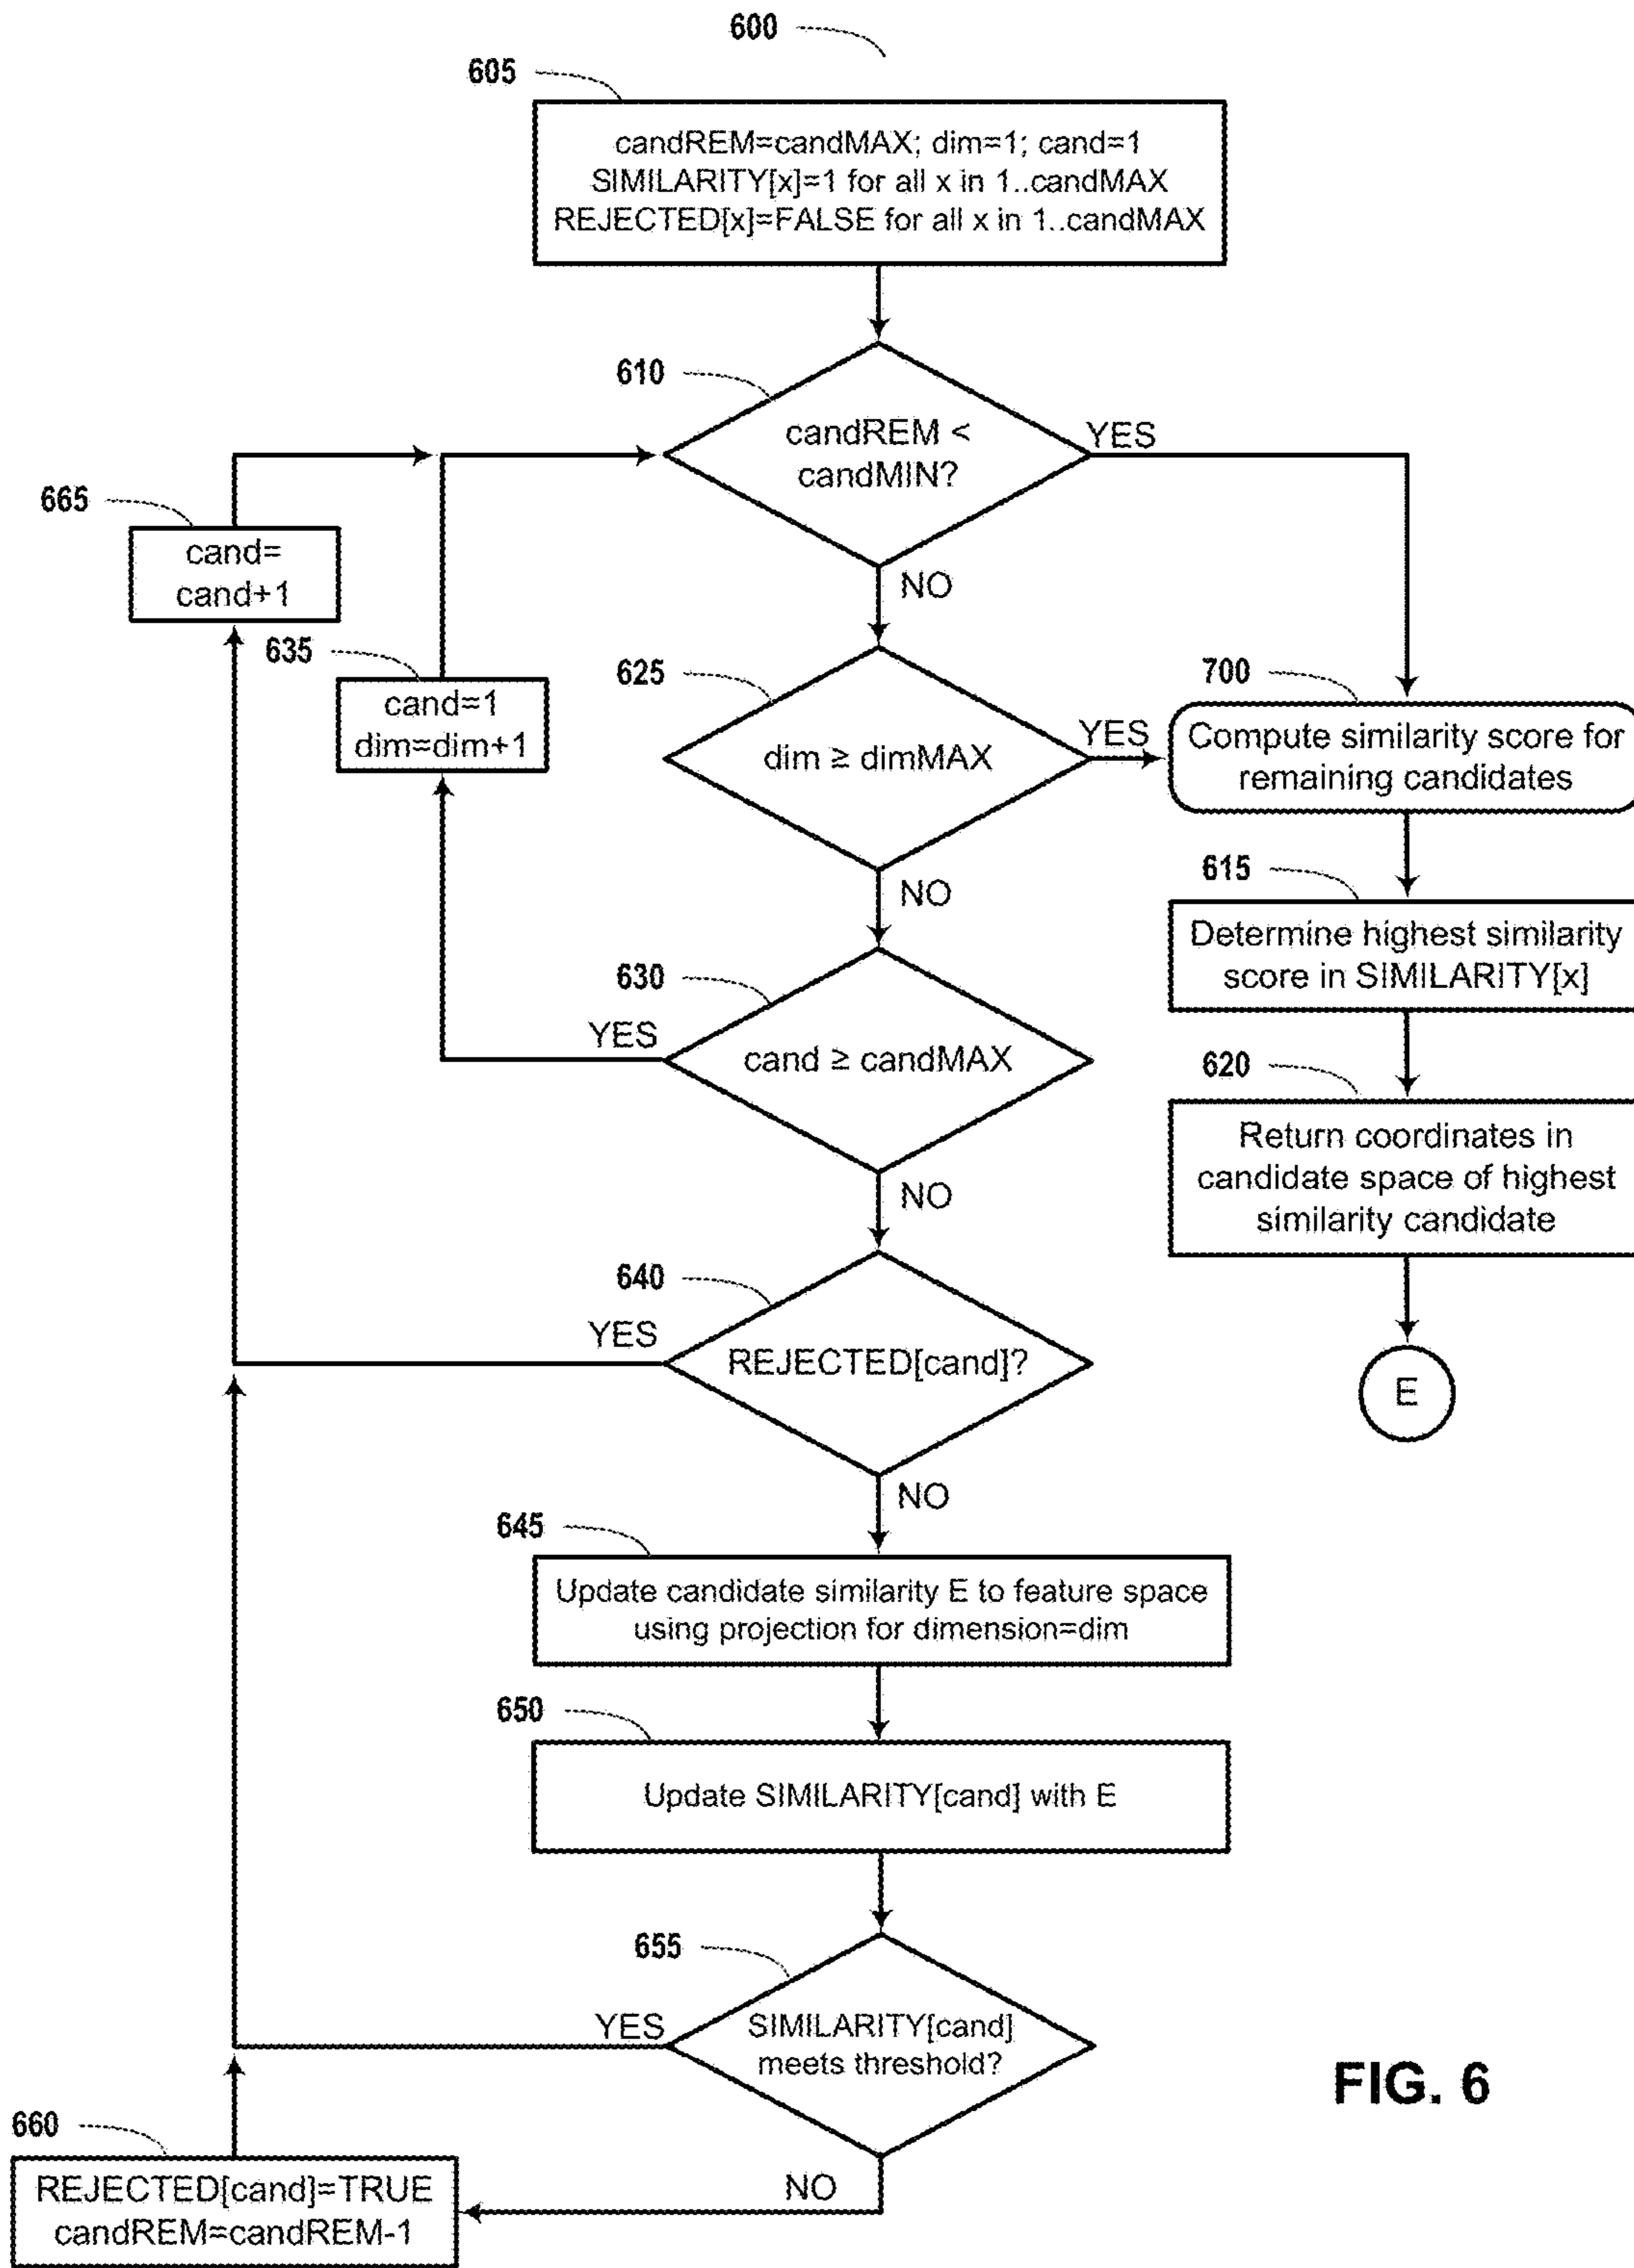 600
605
candREM=candMAX; dim=1; cand=1
SIMILARITY[x]=1 for all x in 1..candMAX
REJECTED[x]=FALSE for all x in 1..candMAX
610
candREM <
candMIN?
YES
NO
665
cand=
cand+1
635
cand=1
dim=dim+1
625
dim ≥ dimMAX
YES
NO
700
Compute similarity score for
remaining candidates
615
Determine highest similarity
score in SIMILARITY[x]
630
cand ≥ candMAX
YES
NO
620
Return coordinates in
candidate space of highest
similarity candidate
E
640
REJECTED[cand]?
YES
NO
645
Update candidate similarity E to feature space
using projection for dimension=dim
650
Update SIMILARITY[cand] with E
655
SIMILARITY[cand]
meets threshold?
YES
NO
660
REJECTED[cand]=TRUE
candREM=candREM-1
FIG. 6